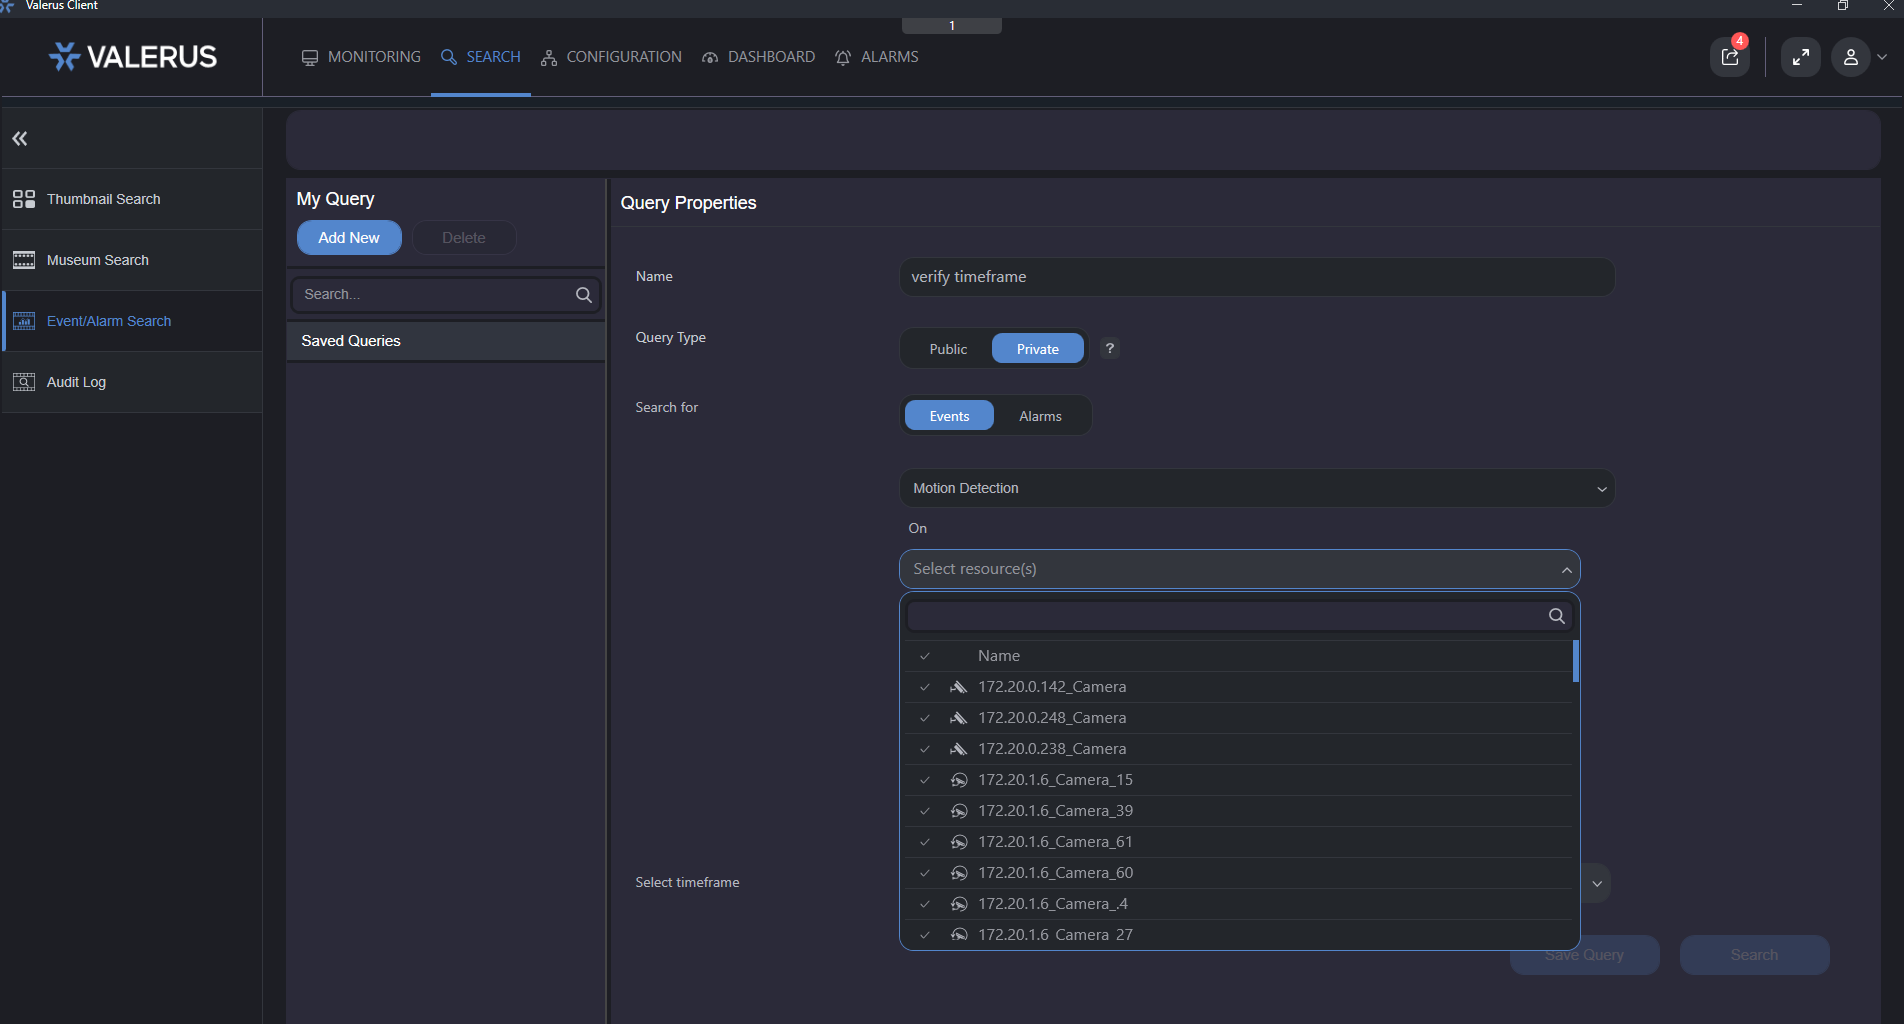 Valerus Client
1
VALERUS
MONITORING
SEARCH
CONFIGURATION
DASHBOARD
ALARMS
4
Thumbnail Search
Museum Search
Event/Alarm Search
Audit Log
My Query
Add New
Delete
Search...
Saved Queries
Query Properties
Name
verify timeframe
Query Type
Public
Private
?
Search for
Events
Alarms
Motion Detection
On
Select resource(s)
Name
172.20.0.142_Camera
172.20.0.248_Camera
172.20.0.238_Camera
172.20.1.6_Camera_15
172.20.1.6_Camera_39
172.20.1.6_Camera_61
172.20.1.6_Camera_60
172.20.1.6_Camera_.4
172.20.1.6 Camera 27
Select timeframe
Save Query
Search